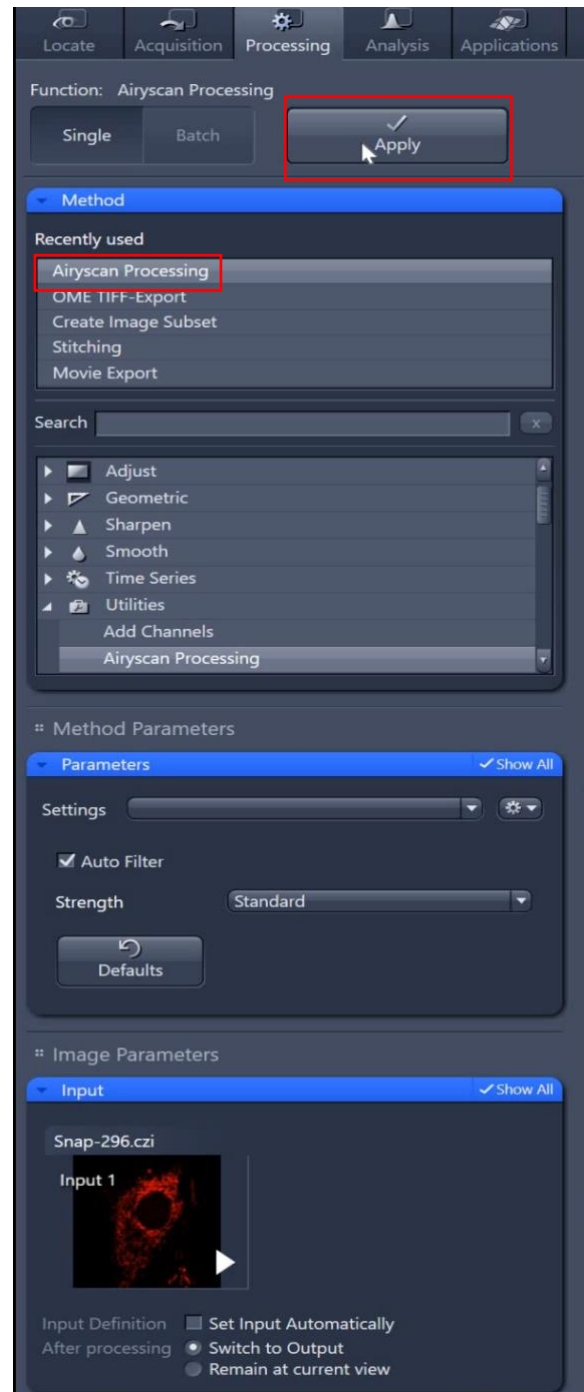 Locate Acquisition Processing Analysis Applications
Function: Airyscan Processing
Single Batch Apply
Method
Recently used
Airyscan Processing
OME TIFF-Export
Create Image Subset
Stitching
Movie Export
Search x
Adjust
Geometric
Sharpen
Smooth
Time Series
Utilities
Add Channels
Airyscan Processing
Method Parameters
Parameters Show All
Settings
Auto Filter
Strength Standard
Defaults
Image Parameters
Input Show All
Snap-296.czi
Input 1
Input Definition Set Input Automatically
After processing Switch to Output
Remain at current view